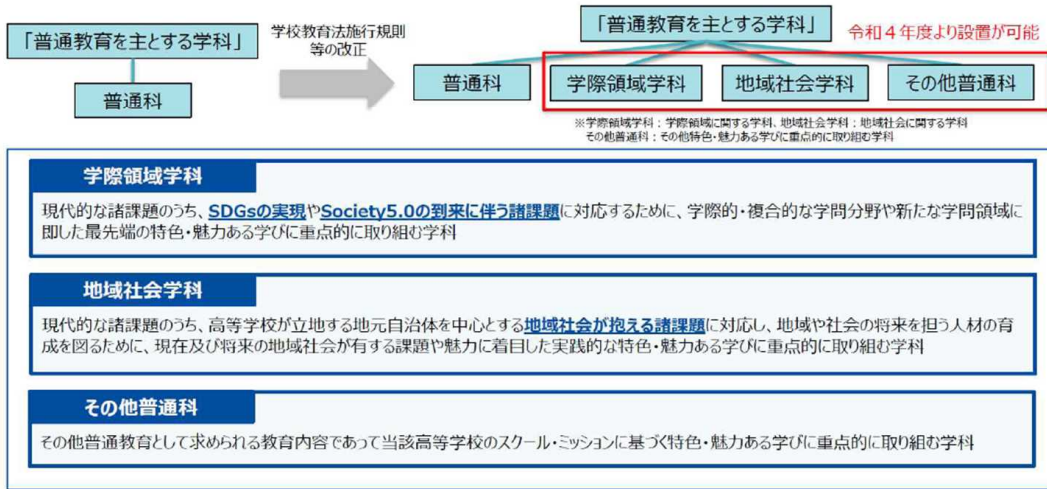 「普通教育を主とする学科」
普通科
学校教育法施行規則
等の改正
「普通教育を主とする学科」
令和４年度より設置が可能
普通科
学際領域学科
地域社会学科
その他普通科
※学際領域学科：学際領域に関する学科、地域社会学科：地域社会に関する学科
その他普通科：その他特色・魅力ある学びに重点的に取り組む学科
学際領域学科
現代的な諸課題のうち、SDGsの実現やSociety5.0の到来に伴う諸課題に対応するために、学際的・複合的な学問分野や新たな学問領域に
即した最先端の特色・魅力ある学びに重点的に取り組む学科
地域社会学科
現代的な諸課題のうち、高等学校が立地する地元自治体を中心とする地域社会が抱える諸課題に対応し、地域や社会の将来を担う人材の育
成を図るために、現在及び将来の地域社会が有する課題や魅力に着目した実践的な特色・魅力ある学びに重点的に取り組む学科
その他普通科
その他普通教育として求められる教育内容であって当該高等学校のスクール・ミッションに基づく特色・魅力ある学びに重点的に取り組む学科